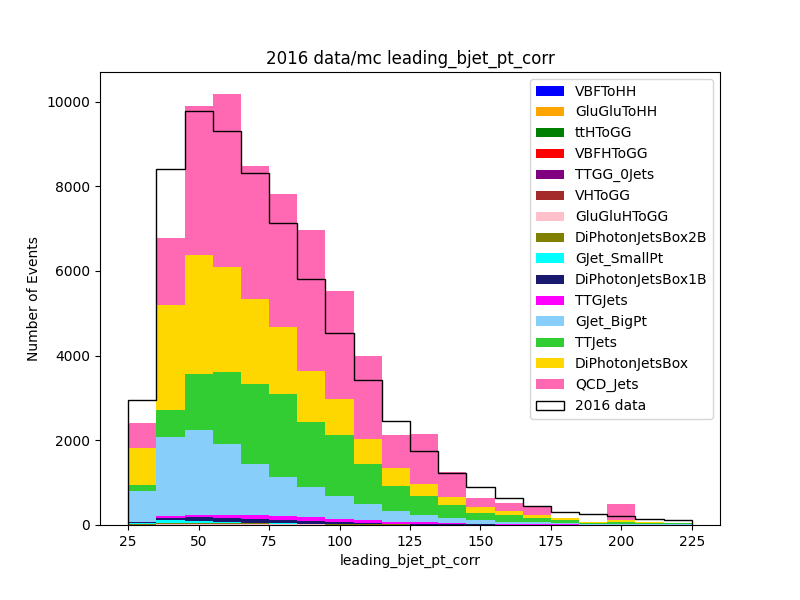 2016 data/mc leading_bjet_pt_corr
Number of Events
10000
8000
6000
4000
2000
0
25
50
75
100
125
150
175
200
225
leading_bjet_pt_corr
VBFToHH
GluGluToHH
ttHToGG
VBFHToGG
TTGG_0Jets
VHToGG
GluGluHToGG
DiPhotonJetsBox2B
GJet_SmallPt
DiPhotonJetsBox1B
TTGJets
GJet_BigPt
TTJets
DiPhotonJetsBox
QCD_Jets
2016 data